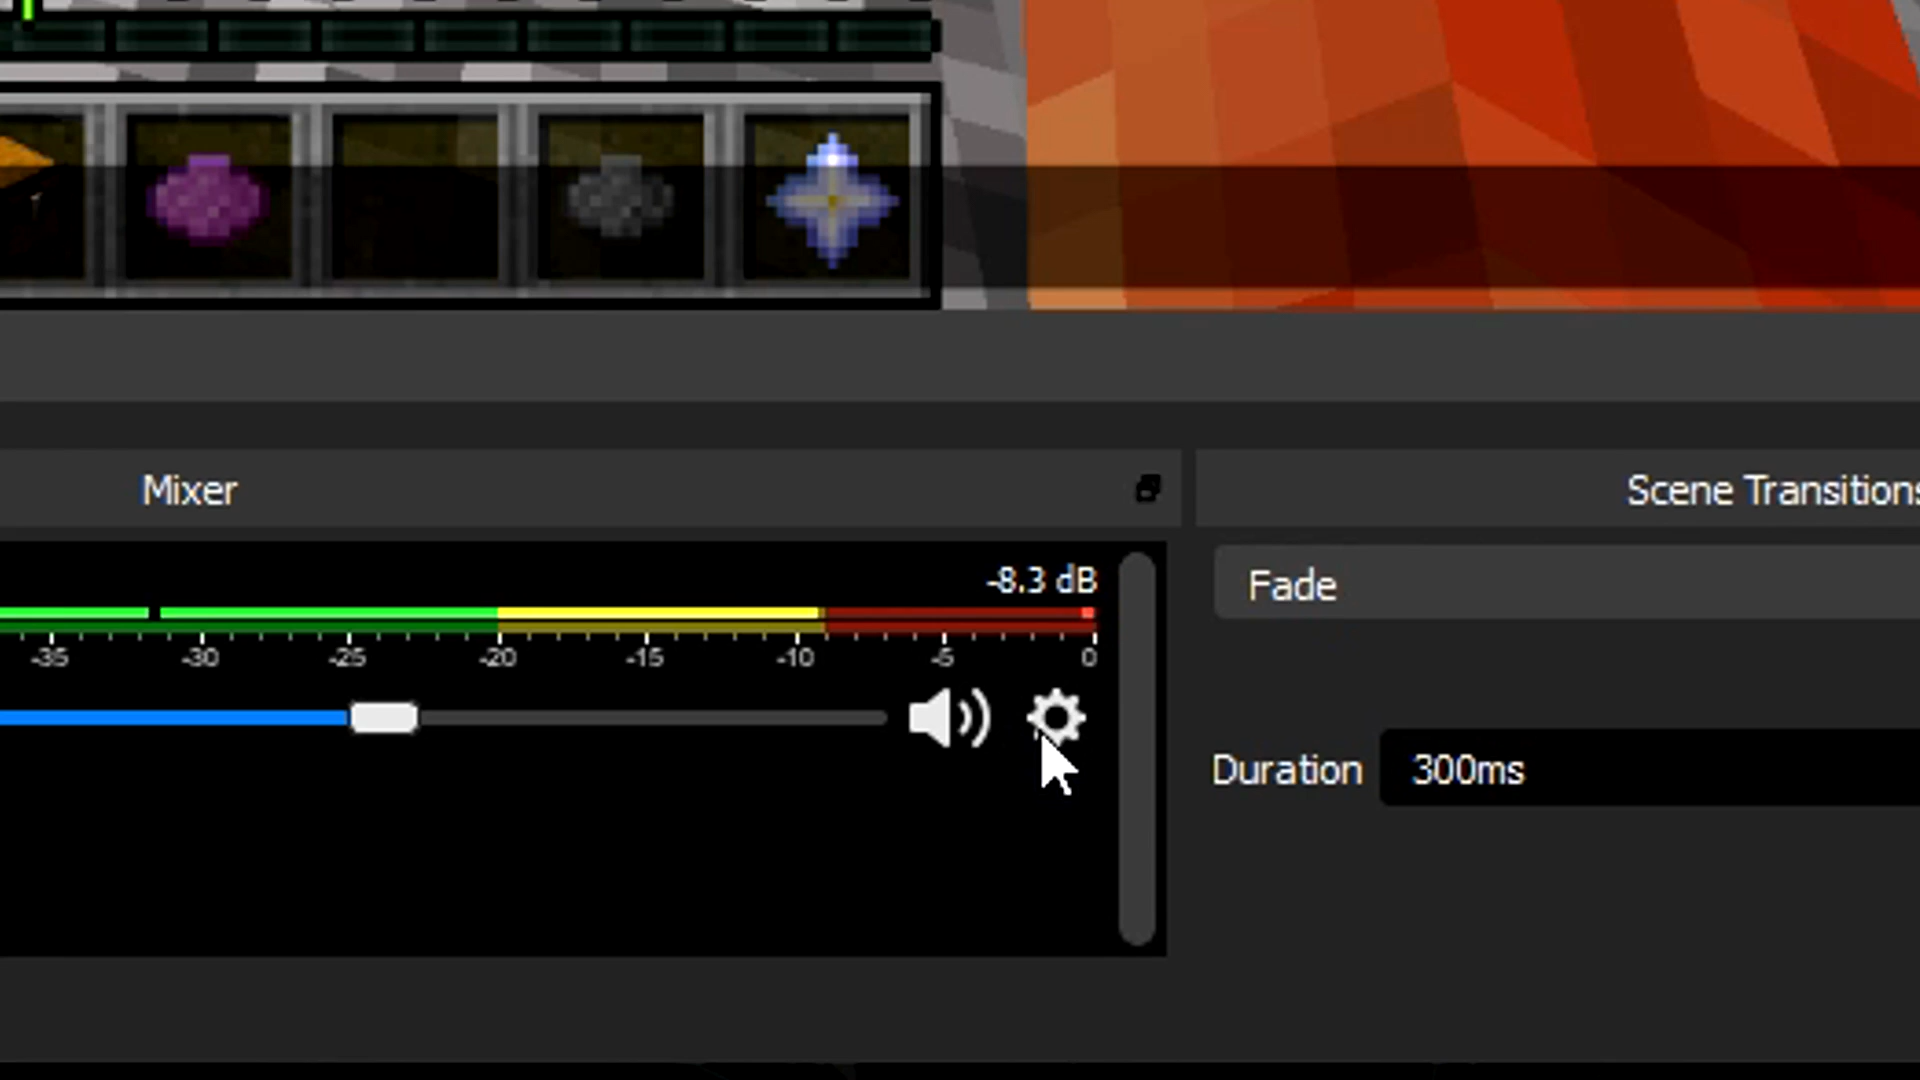 Mixer
Scene Transitions
-8.3 dB
Fade
-35 -30 -25 -20 -15 -10 -5 0
Duration 300ms